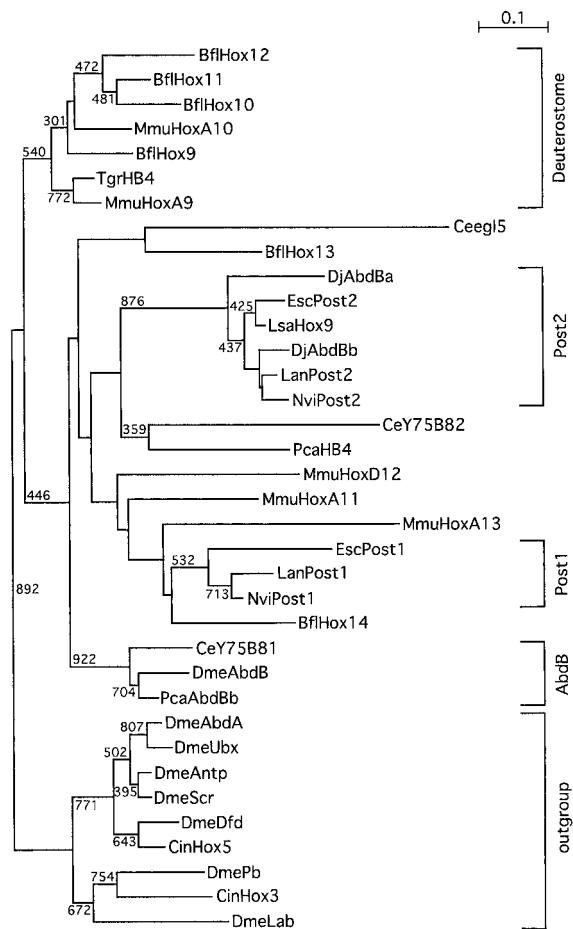 0.1
472
BflHox12
BflHox11
481
BflHox10
301
MmuHoxA10
540
BflHox9
TgrHB4
772
MmuHoxA9
Deuterostome
Ceegl5
BflHox13
876
DjAbdBa
425
EscPost2
LsaHox9
437
DjAbdBb
LanPost2
NviPost2
Post2
359
CeY75B82
PcaHB4
MmuHoxD12
446
MmuHoxA11
MmuHoxA13
532
EscPost1
LanPost1
713
NviPost1
Post1
892
BflHox14
CeY75B81
922
DmeAbdB
704
PcaAbdBb
AbdB
807
DmeAbdA
DmeUbx
502
DmeAntp
395
DmeScr
771
DmeDfd
643
CinHox5
754
DmePb
CinHox3
672
DmeLab
outgroup